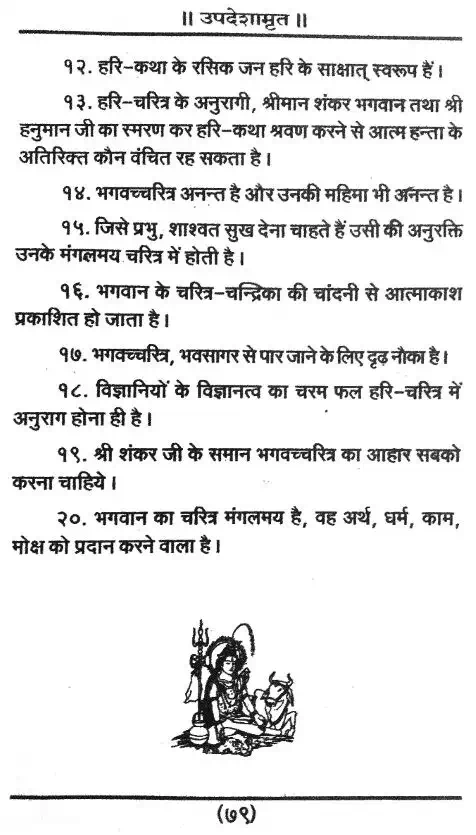 ॥ उपदेशामृत ॥
१२. हरि-कथा के रसिक जन हरि के साक्षात् स्वरूप हैं।
१३. हरि-चरित्र के अनुरागी, श्रीमान शंकर भगवान तथा श्री
हनुमान जी का स्मरण कर हरि-कथा श्रवण करने से आत्म हन्ता के
अतिरिक्त कौन वंचित रह सकता है।
१४. भगवच्चरित्र अनन्त है और उनकी महिमा भी अनन्त है।
१५. जिसे प्रभु, शाश्वत सुख देना चाहते हैं उसी की अनुरक्ति
उनके मंगलमय चरित्र में होती है।
१६. भगवान के चरित्र-चन्द्रिका की चांदनी से आत्माकाश
प्रकाशित हो जाता है।
१७. भगवच्चरित्र, भवसागर से पार जाने के लिए दृढ़ नौका है।
१८. विज्ञानियों के विज्ञानत्व का चरम फल हरि-चरित्र में
अनुराग होना ही है।
१९. श्री शंकर जी के समान भगवच्चरित्र का आहार सबको
करना चाहिये।
२०. भगवान का चरित्र मंगलमय है, वह अर्थ, धर्म, काम,
मोक्ष को प्रदान करने वाला है।
(७९)